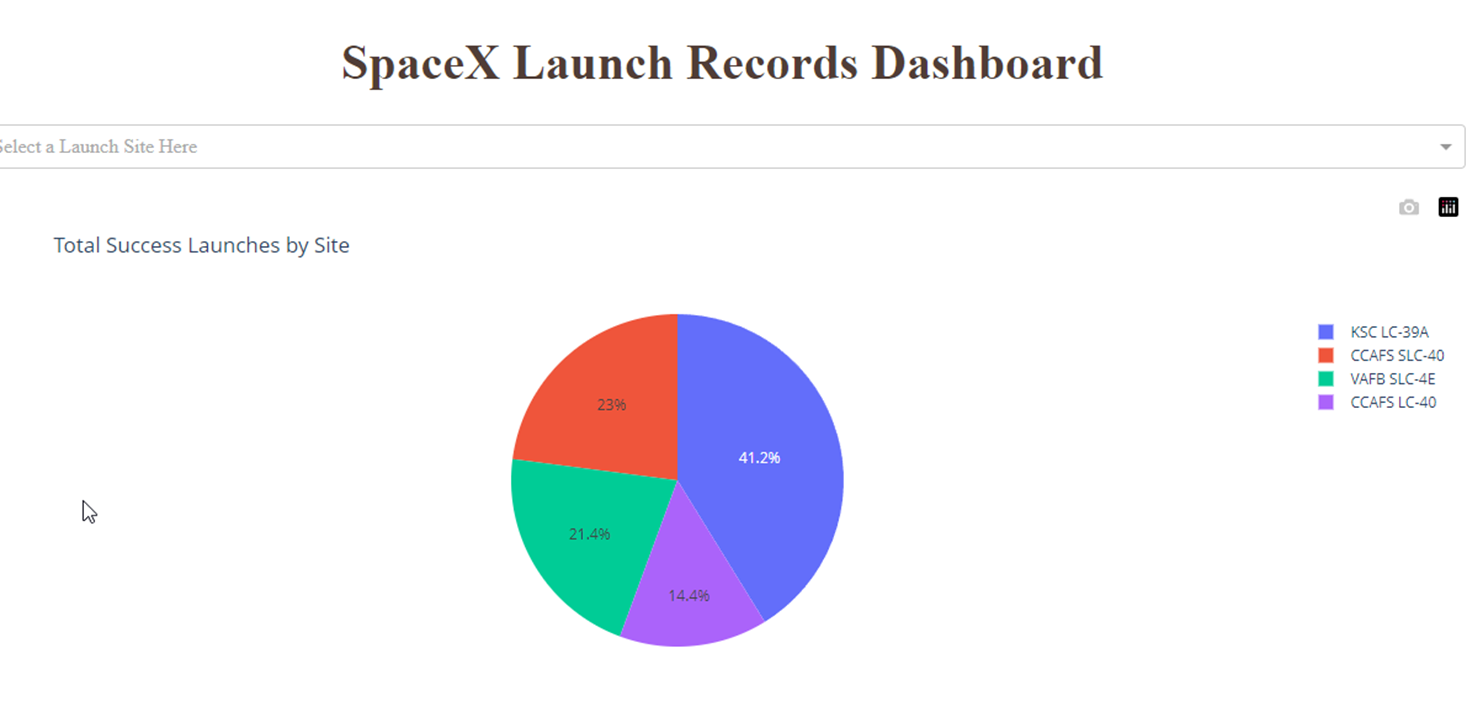 SpaceX Launch Records Dashboard
Select a Launch Site Here
Total Success Launches by Site
KSC LC-39A
CCAFS SLC-40
VAFB SLC-4E
CCAFS LC-40
23%
41.2%
21.4%
14.4%